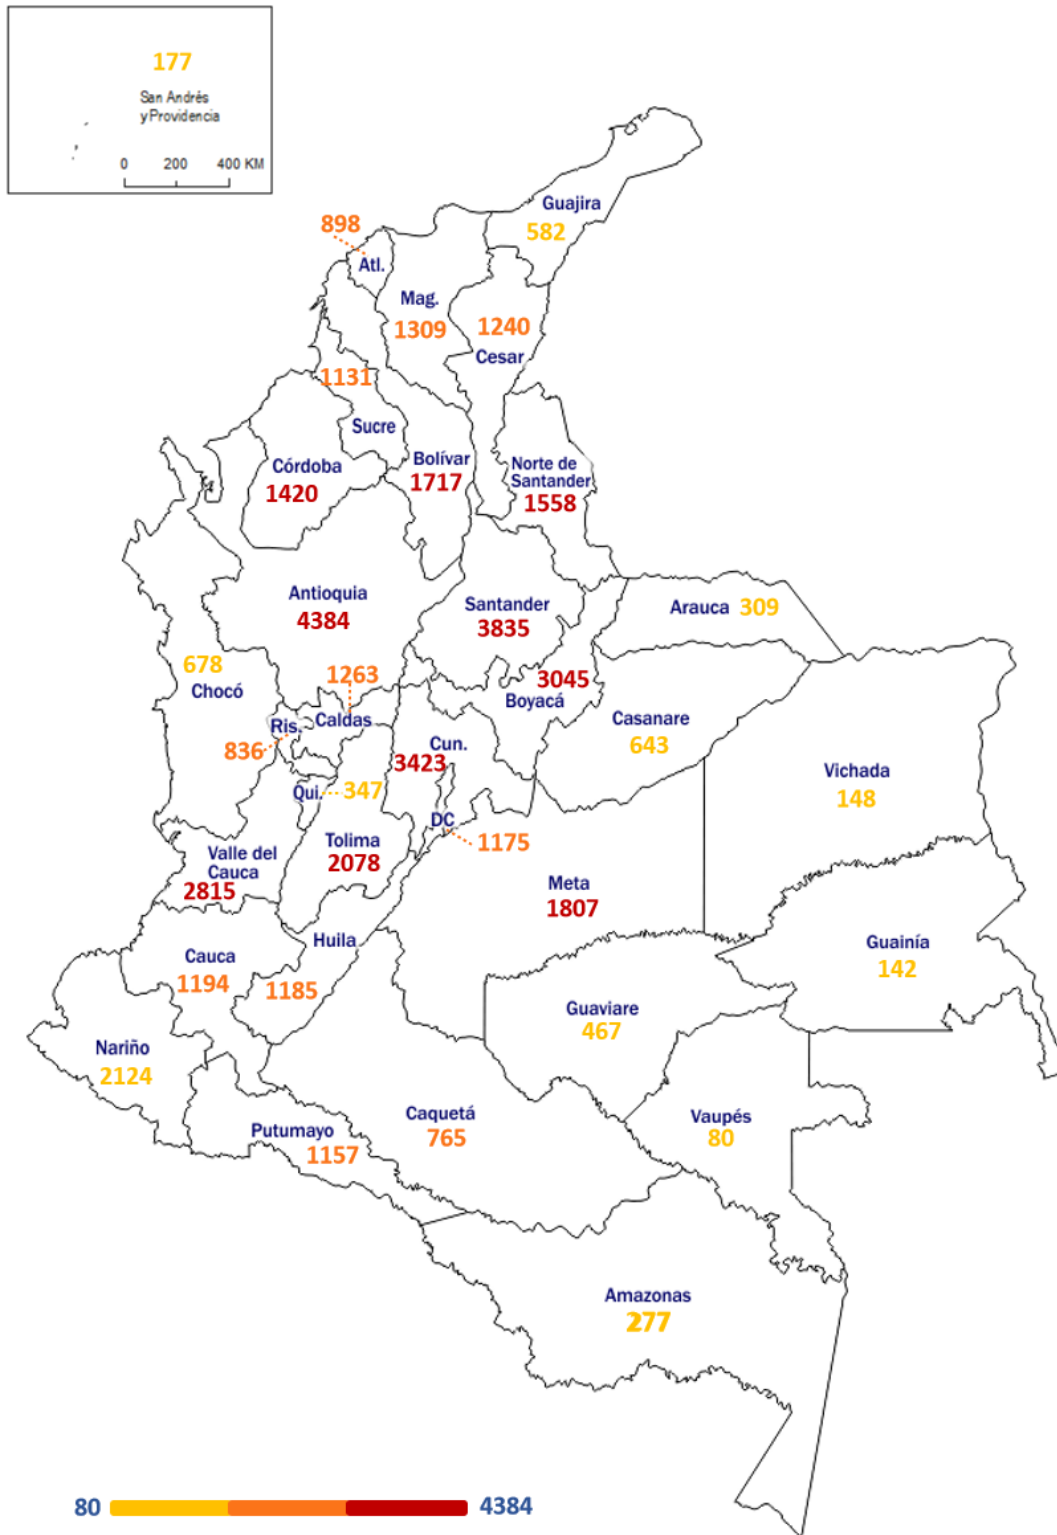 177
San Andrés
y Providencia
0 200 400 KM
Guajira
582
898
Atl.
Mag.
1309
1240
Cesar
1131
Sucre
Córdoba
1420
Bolívar
1717
Norte de
Santander
1558
Antioquia
4384
Santander
3835
Arauca 309
678
Chocó
1263
Caldas
Ris.
836
3045
Boyacá
Casanare
643
Cun.
3423
Vichada
148
Qui.
347
DC
1175
Tolima
2078
Valle del
Cauca
2815
Meta
1807
Huila
1185
Cauca
1194
Guainía
142
Guaviare
467
Nariño
2124
Caquetá
765
Vaupés
80
Putumayo
1157
Amazonas
277
80 4384